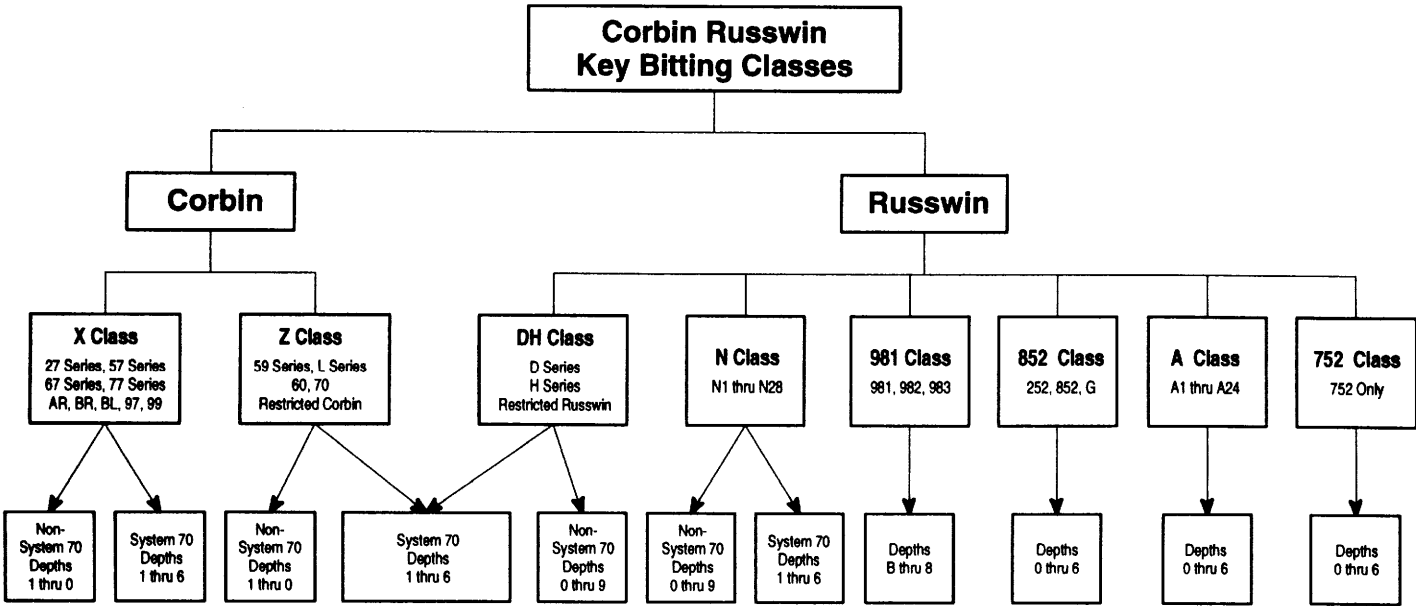 Corbin Russwin
Key Bitting Classes
Corbin
Russwin
X Class
27 Series, 57 Series
67 Series, 77 Series
AR, BR, BL, 97, 99
Z Class
59 Series, L Series
60, 70
Restricted Corbin
DH Class
D Series
H Series
Restricted Russwin
N Class
N1 thru N28
981 Class
981, 982, 983
852 Class
252, 852, G
A Class
A1 thru A24
752 Class
752 Only
Non-
System 70
Depths
1 thru 0
System 70
Depths
1 thru 6
Non-
System 70
Depths
1 thru 0
System 70
Depths
1 thru 6
Non-
System 70
Depths
0 thru 9
Non-
System 70
Depths
0 thru 9
System 70
Depths
1 thru 6
Depths
B thru 8
Depths
0 thru 6
Depths
0 thru 6
Depths
0 thru 6